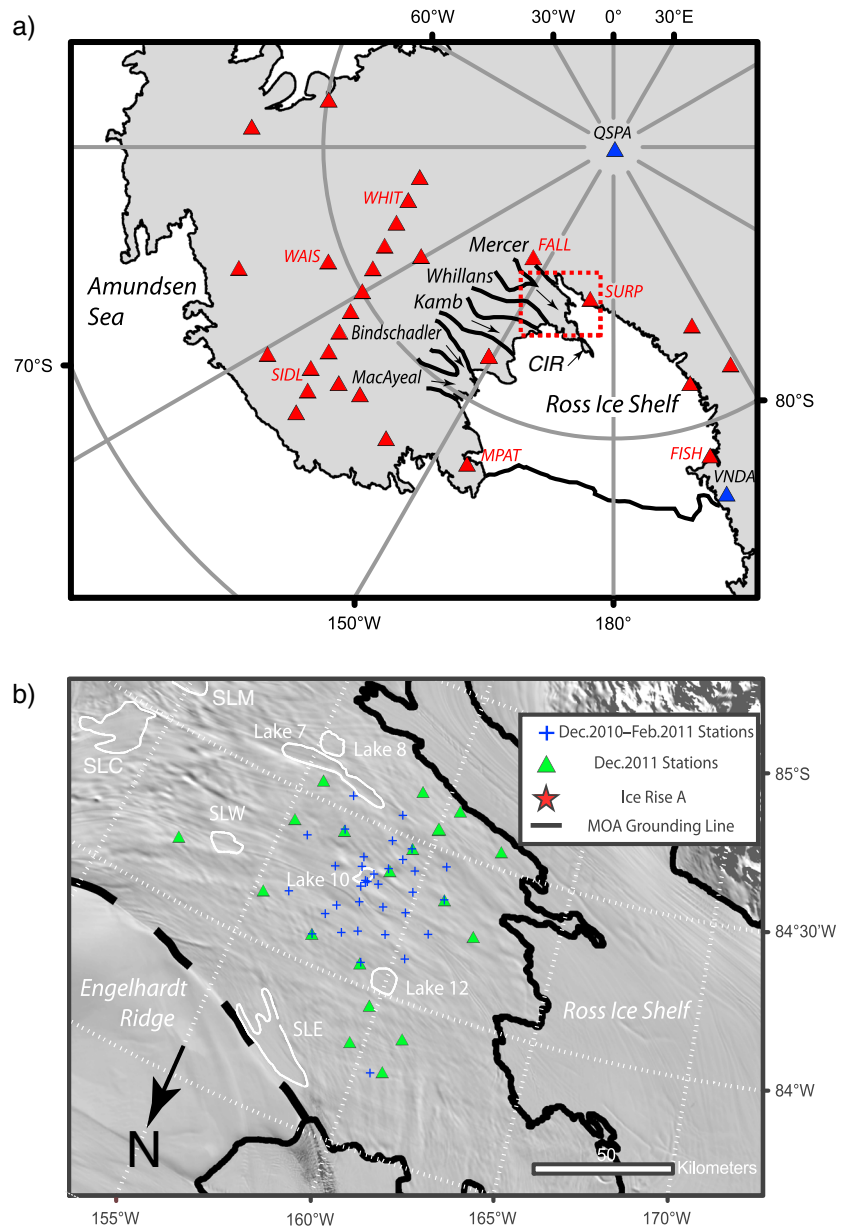 a)
60°W
30°W
0°
30°E
QSPA
WHIT
Mercer
FALL
WAIS
Whillans
SURP
Amundsen
Sea
Kamb
Bindschadler
CIR
70°S
SIDL
MacAyeal
Ross Ice Shelf
80°S
MPAT
FISH
VNDA
150°W
180°
b)
SLM
Lake 7
Lake 8
SLC
Dec.2010–Feb.2011 Stations
Dec.2011 Stations
Ice Rise A
MOA Grounding Line
85°S
SLW
Lake 10
84°30'W
Engelhardt
Ridge
Lake 12
Ross Ice Shelf
SLE
84°W
N
50
Kilometers
155°W
160°W
165°W
170°W